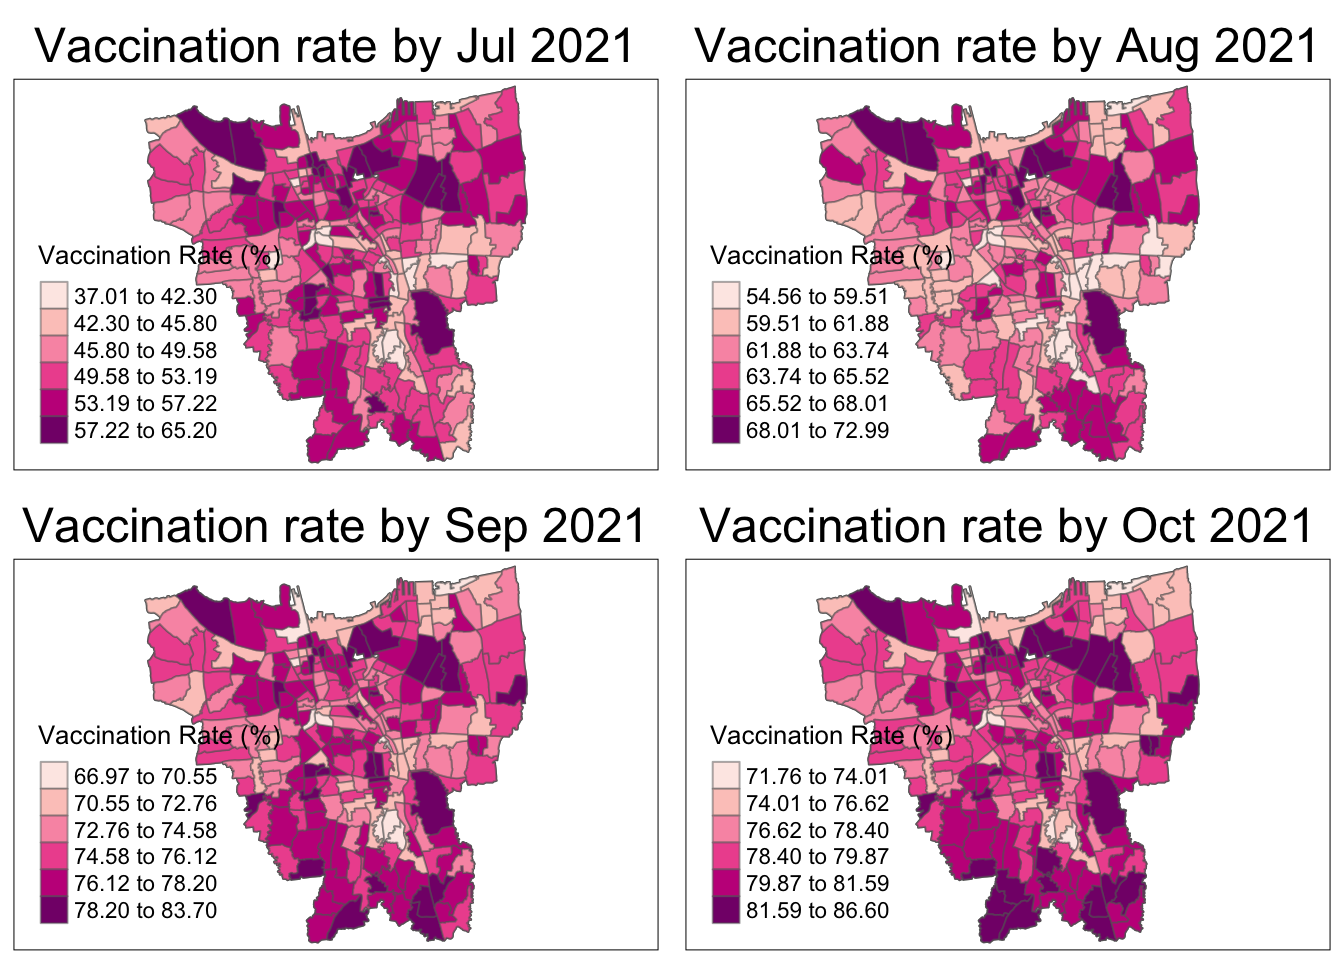 Vaccination rate by Jul 2021
Vaccination Rate (%)
37.01 to 42.30
42.30 to 45.80
45.80 to 49.58
49.58 to 53.19
53.19 to 57.22
57.22 to 65.20
Vaccination rate by Aug 2021
Vaccination Rate (%)
54.56 to 59.51
59.51 to 61.88
61.88 to 63.74
63.74 to 65.52
65.52 to 68.01
68.01 to 72.99
Vaccination rate by Sep 2021
Vaccination Rate (%)
66.97 to 70.55
70.55 to 72.76
72.76 to 74.58
74.58 to 76.12
76.12 to 78.20
78.20 to 83.70
Vaccination rate by Oct 2021
Vaccination Rate (%)
71.76 to 74.01
74.01 to 76.62
76.62 to 78.40
78.40 to 79.87
79.87 to 81.59
81.59 to 86.60